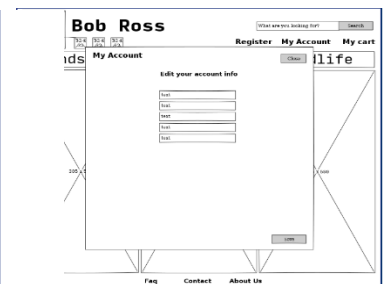 Bob Ross
What are you looking for?
Search
Register My Account My cart
nds
dlife
My Account
Close
Edit your account info
text
text
text
text
text
Faq Contact About Us